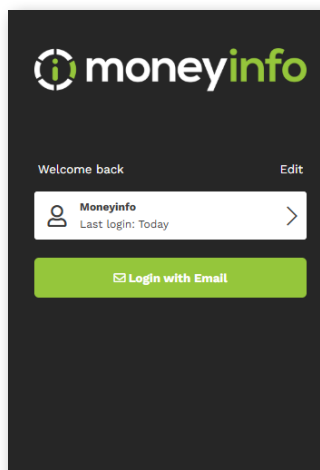 moneyinfo
Welcome back Edit
Moneyinfo
Last login: Today
Login with Email